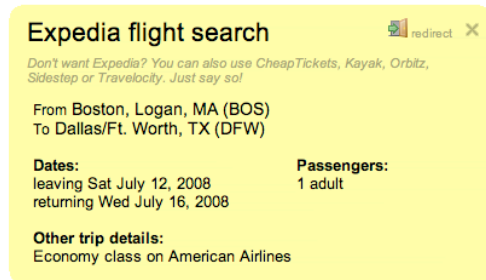 Expedia flight search
redirect
Don't want Expedia? You can also use CheapTickets, Kayak, Orbitz,
Sidestep or Travelocity. Just say so!
From Boston, Logan, MA (BOS)
To Dallas/Ft. Worth, TX (DFW)
Dates:
leaving Sat July 12, 2008
returning Wed July 16, 2008
Passengers:
1 adult
Other trip details:
Economy class on American Airlines